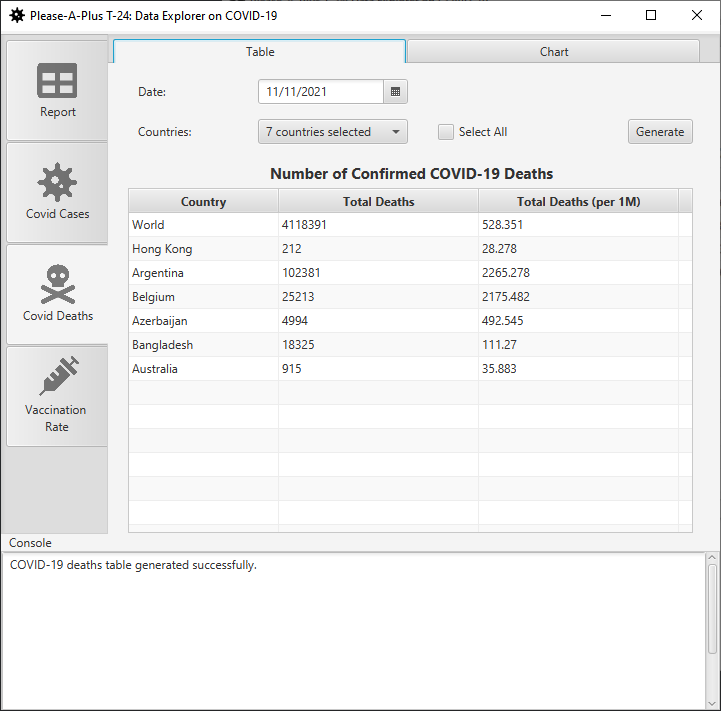 Please-A-Plus T-24: Data Explorer on COVID-19
Table Chart
Report
Covid Cases
Covid Deaths
Vaccination
Rate
Date: 11/11/2021
Countries: 7 countries selected Select All Generate
Number of Confirmed COVID-19 Deaths
Country Total Deaths Total Deaths (per 1M)
World 4118391 528.351
Hong Kong 212 28.278
Argentina 102381 2265.278
Belgium 25213 2175.482
Azerbaijan 4994 492.545
Bangladesh 18325 111.27
Australia 915 35.883
Console
COVID-19 deaths table generated successfully.